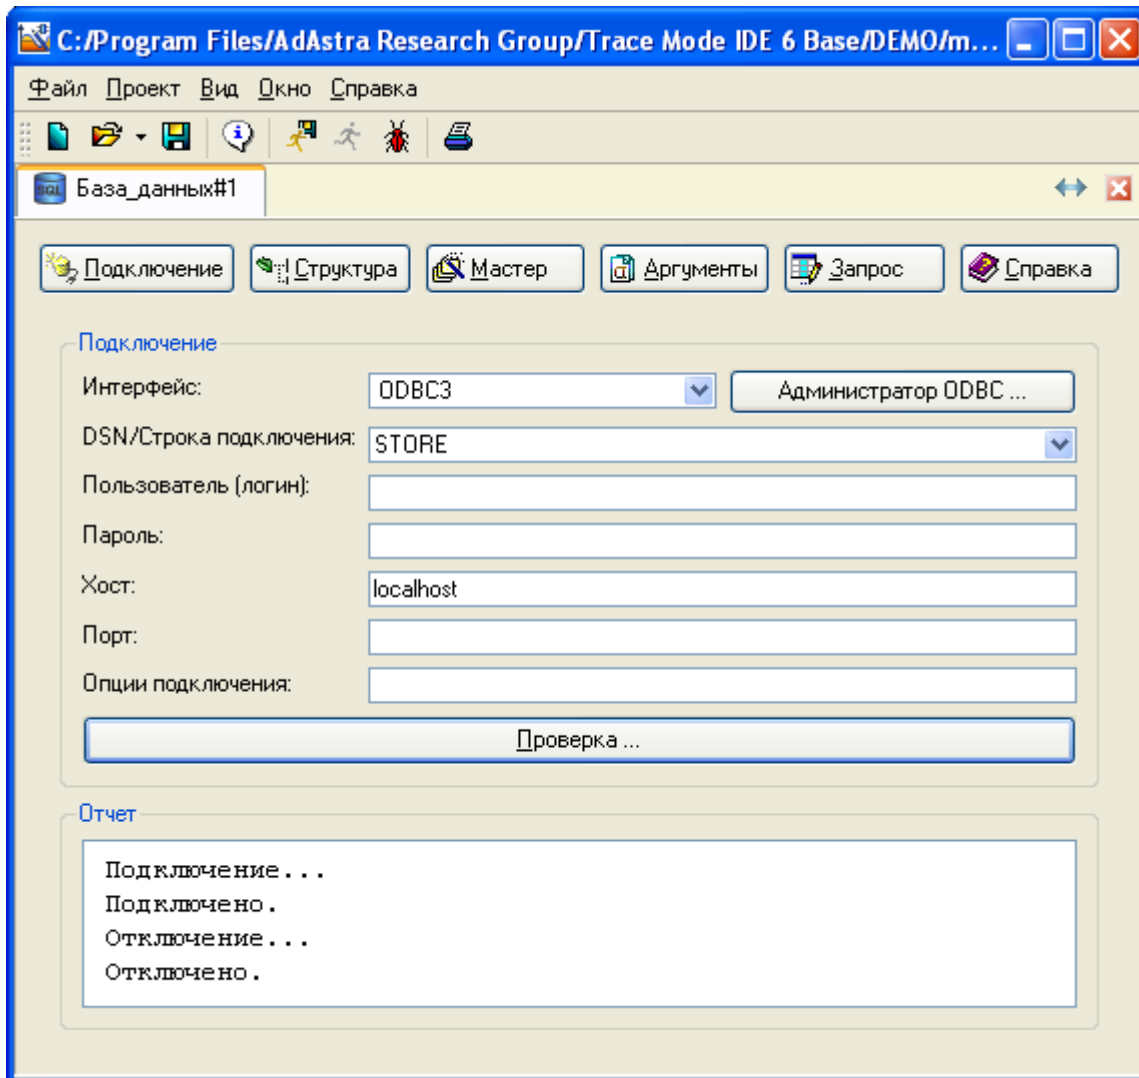 C:/Program Files/AdAstra Research Group/Trace Mode IDE 6 Base/DEMO/m...
Файл Проект Вид Окно Справка
SQL База_данных#1
Подключение Структура Мастер Аргументы Запрос Справка
Подключение
Интерфейс: ODBC3 Администратор ODBC ...
DSN/Строка подключения: STORE
Пользователь (логин):
Пароль:
Хост: localhost
Порт:
Опции подключения:
Проверка ...
Отчет
Подключение...
Подключено.
Отключение...
Отключено.